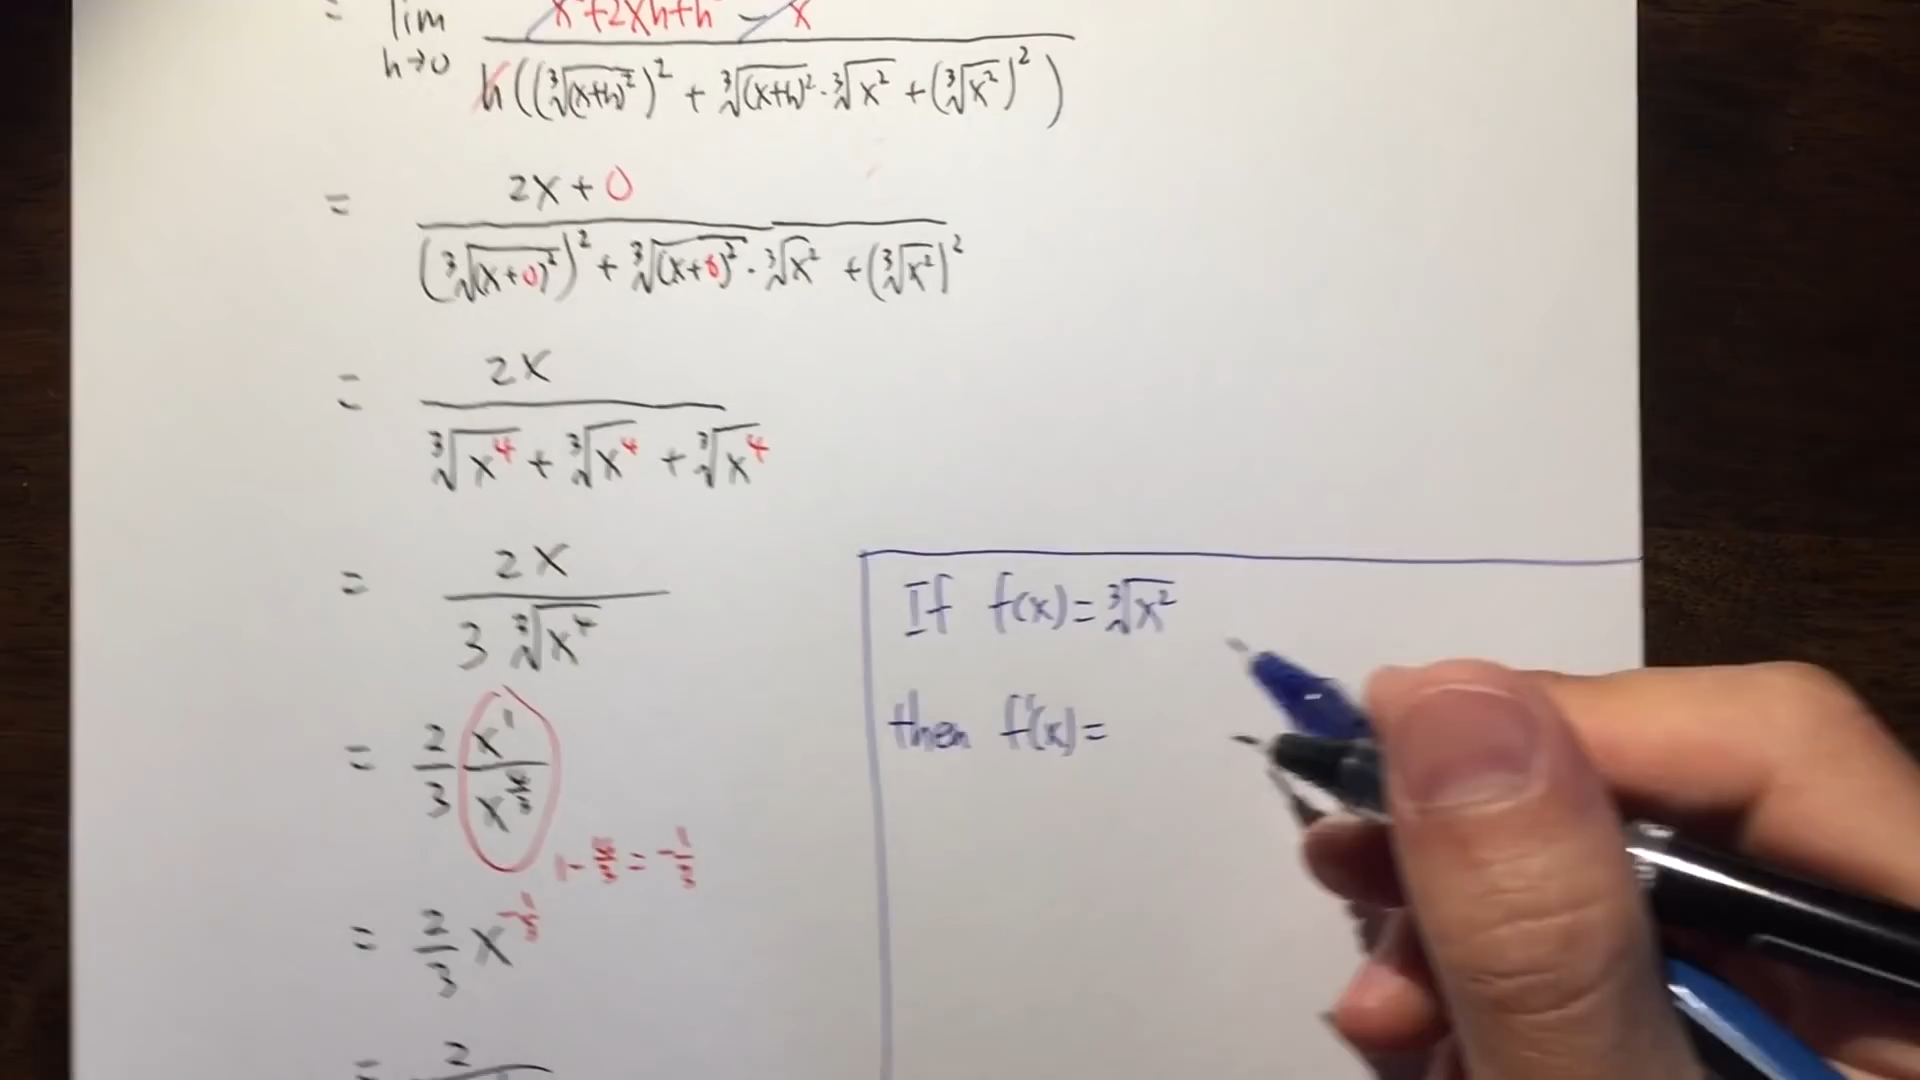 = lim h→0 x²+2xh+h² - x² / h((∛(x+h)²)² + ∛(x+h)² · ∛x² + (∛x²)²)
= 2x+0 / (∛(x+0)²)² + ∛(x+0)² · ∛x² + (∛x²)²
= 2x / ∛x⁴ + ∛x⁴ + ∛x⁴
= 2x / 3 ∛x⁴
= 2/3 x¹/x^(4/3)
1 - 4/3 = -1/3
= 2/3 x^(-1/3)
= 2
If f(x) = ∛x²
then f'(x) =